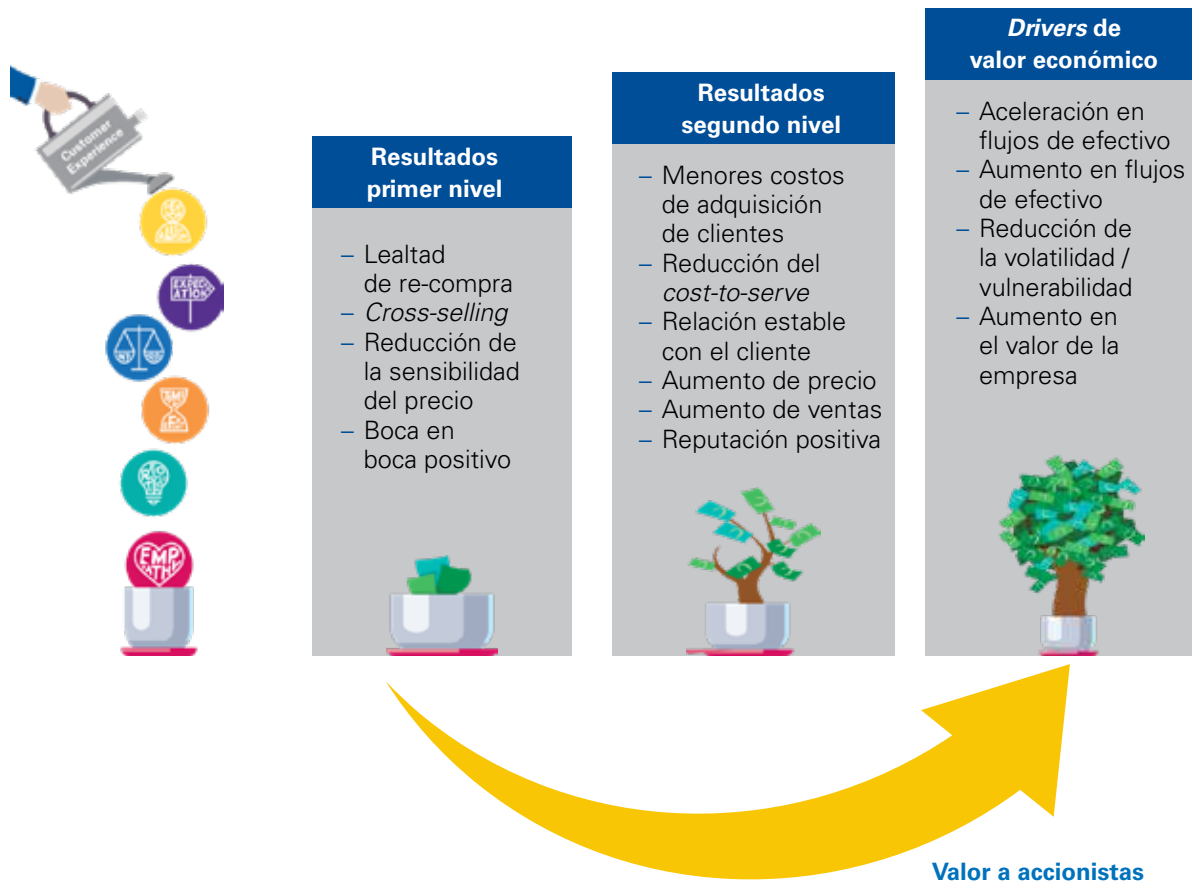 Customer
Experience
EXPECT
ATION
EMP
ATHY
Resultados
primer nivel
– Lealtad
de re-compra
– Cross-selling
– Reducción de
la sensibilidad
del precio
– Boca en
boca positivo
Resultados
segundo nivel
– Menores costos
de adquisición
de clientes
– Reducción del
cost-to-serve
– Relación estable
con el cliente
– Aumento de precio
– Aumento de ventas
– Reputación positiva
Drivers de
valor económico
– Aceleración en
flujos de efectivo
– Aumento en flujos
de efectivo
– Reducción de
la volatilidad /
vulnerabilidad
– Aumento en
el valor de la
empresa
Valor a accionistas